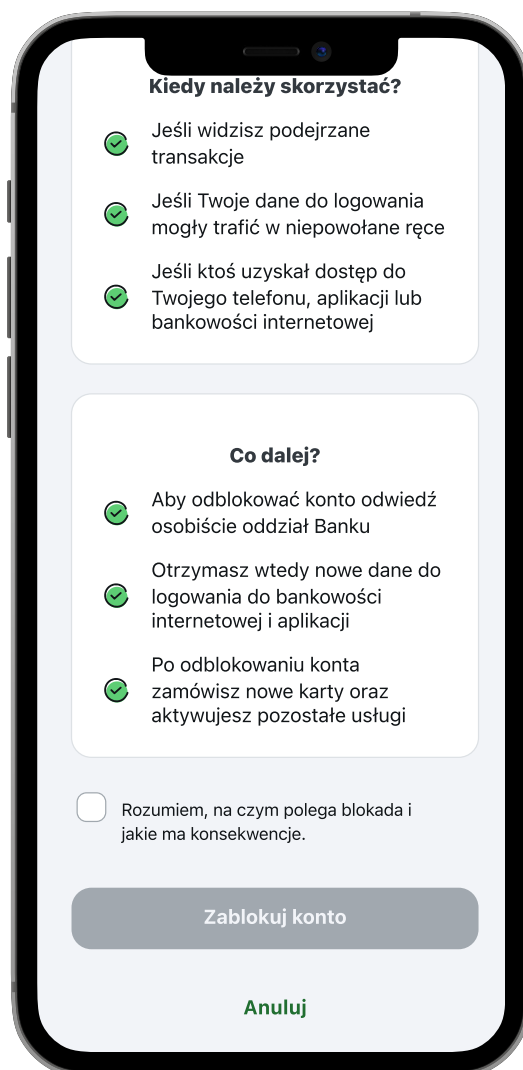 Kiedy należy skorzystać?
Jeśli widzisz podejrzane
transakcje
Jeśli Twoje dane do logowania
mogły trafić w niepowołane ręce
Jeśli ktoś uzyskał dostęp do
Twojego telefonu, aplikacji lub
bankowości internetowej
Co dalej?
Aby odblokować konto odwiedź
osobiście oddział Banku
Otrzymasz wtedy nowe dane do
logowania do bankowości
internetowej i aplikacji
Po odblokowaniu konta
zamówisz nowe karty oraz
aktywujesz pozostałe usługi
Rozumiem, na czym polega blokada i
jakie ma konsekwencje.
Zablokuj konto
Anuluj